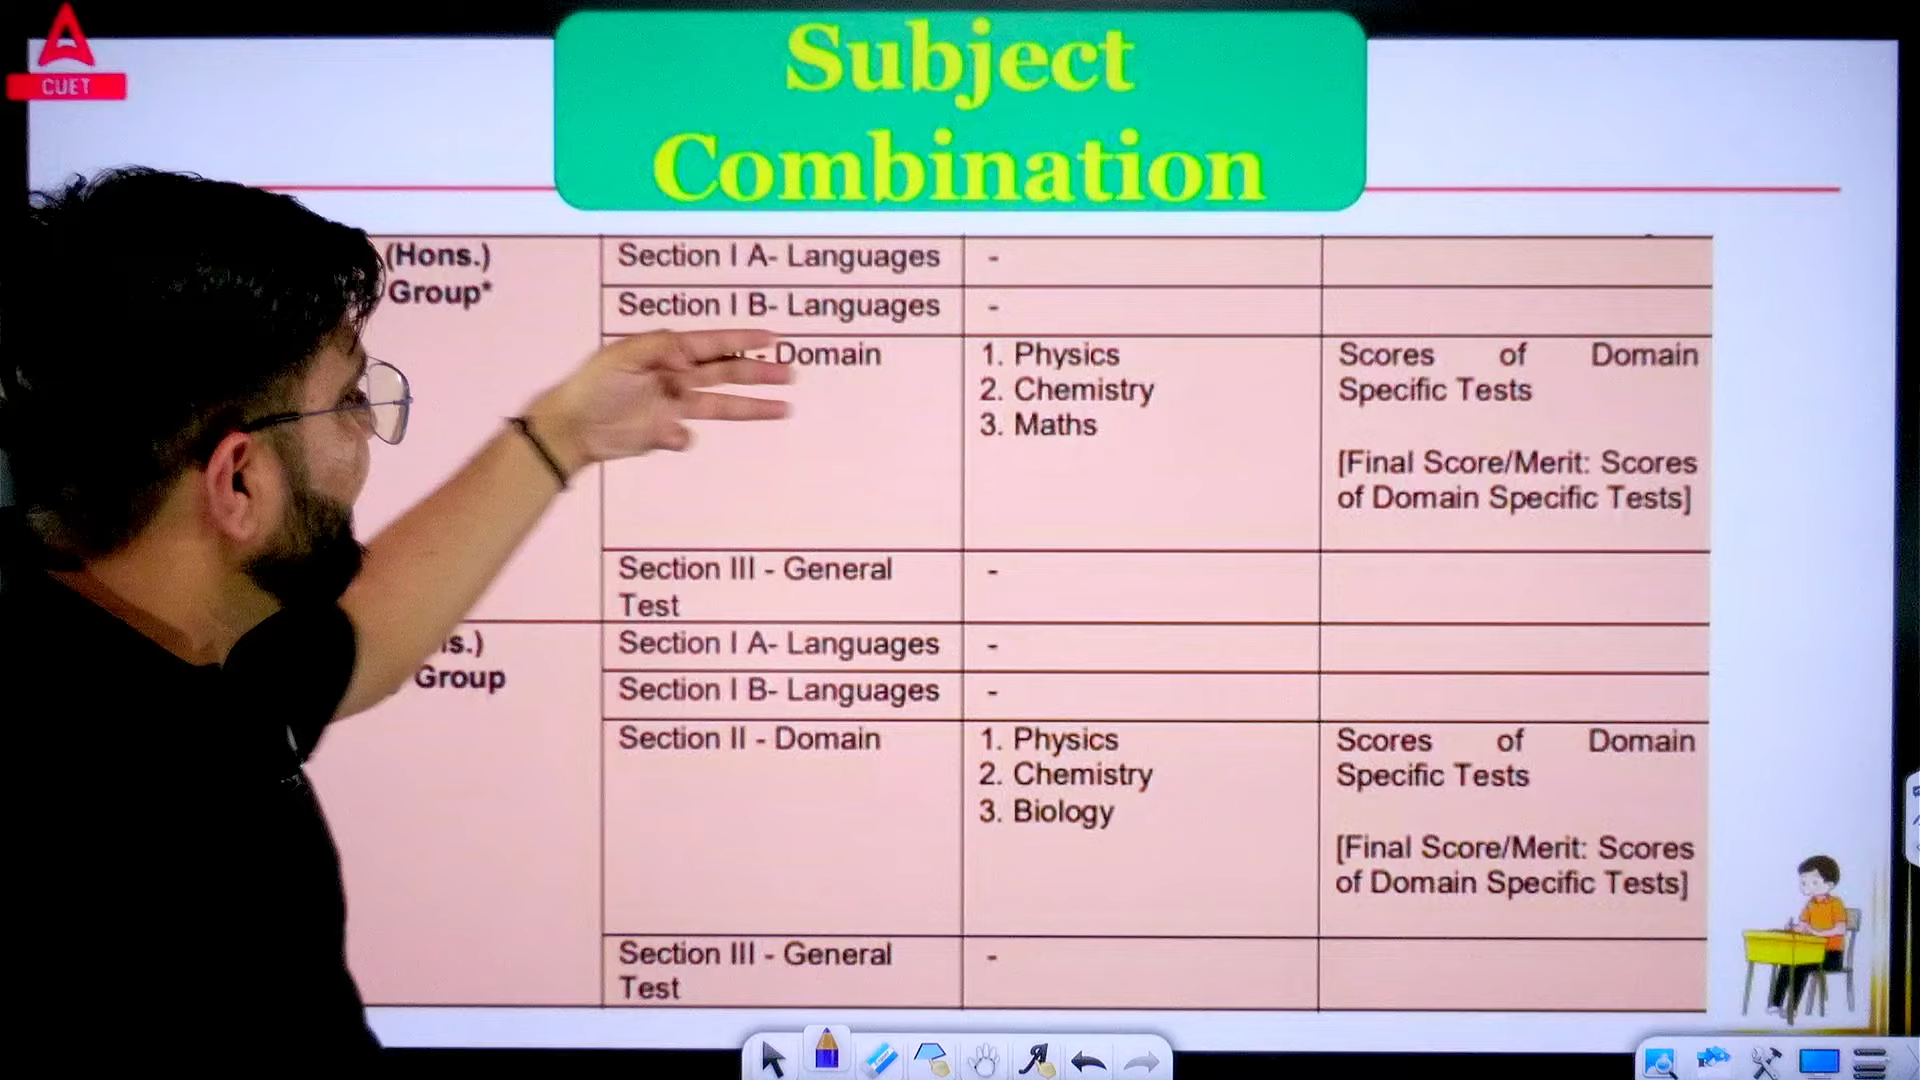 CUET
Subject
Combination
(Hons.)
Group*
Section I A- Languages
-
Section I B- Languages
-
- Domain
1. Physics
2. Chemistry
3. Maths
Scores of Domain
Specific Tests
[Final Score/Merit: Scores
of Domain Specific Tests]
Section III - General
Test
-
Group
Section I A- Languages
-
Section I B- Languages
-
Section II - Domain
1. Physics
2. Chemistry
3. Biology
Scores of Domain
Specific Tests
[Final Score/Merit: Scores
of Domain Specific Tests]
Section III - General
Test
-